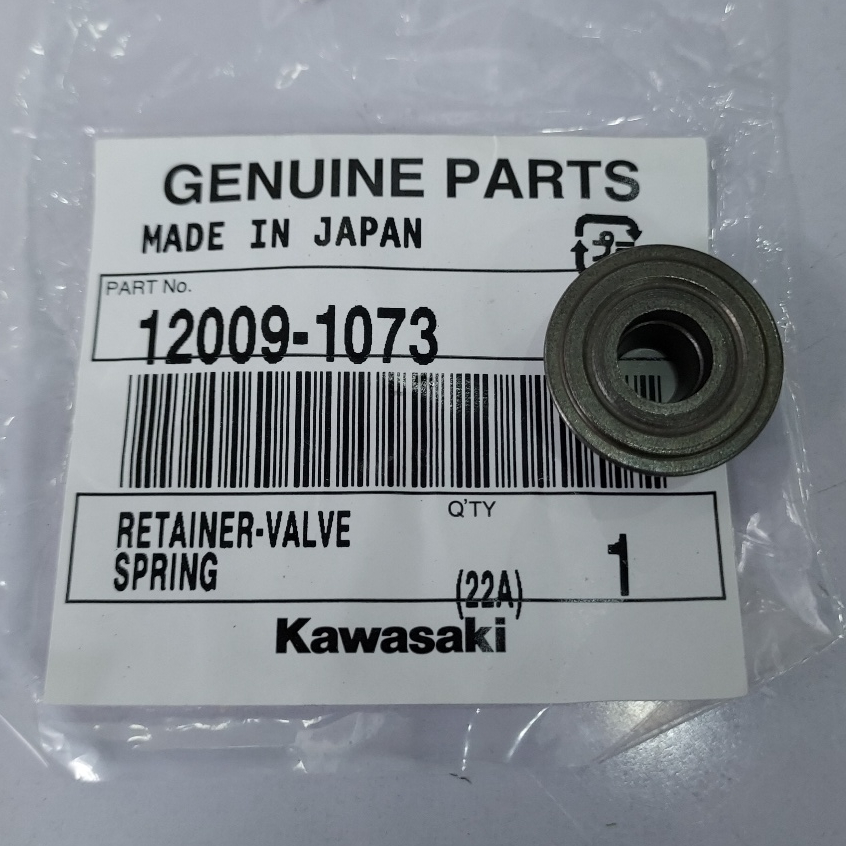 GENUINE PARTS
MADE IN JAPAN
PART No.
12009-1073
Q'TY
RETAINER-VALVE
SPRING
(22A)
1
Kawasaki